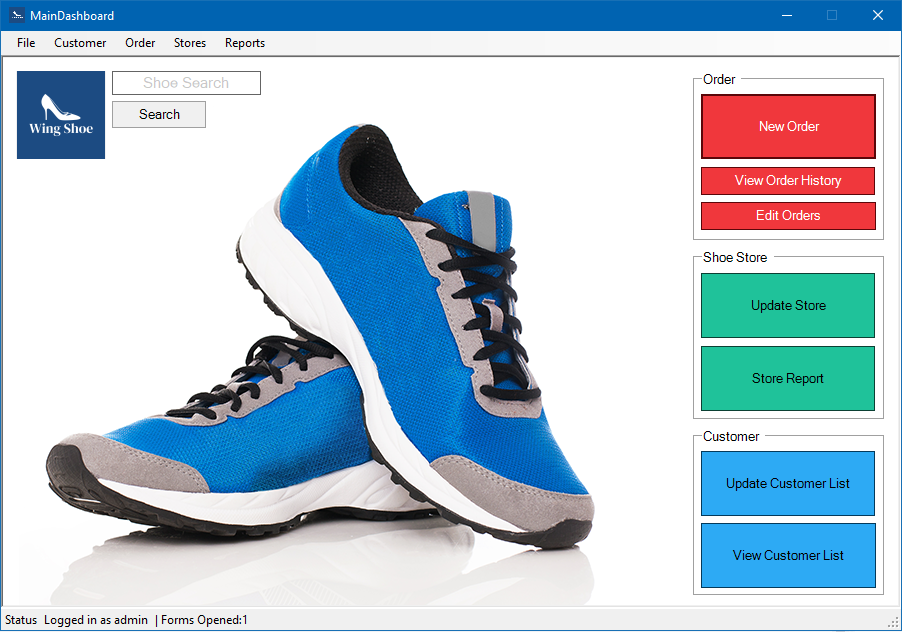 MainDashboard
File Customer Order Stores Reports
Wing Shoe
Shoe Search
Search
Order
New Order
View Order History
Edit Orders
Shoe Store
Update Store
Store Report
Customer
Update Customer List
View Customer List
Status Logged in as admin | Forms Opened:1